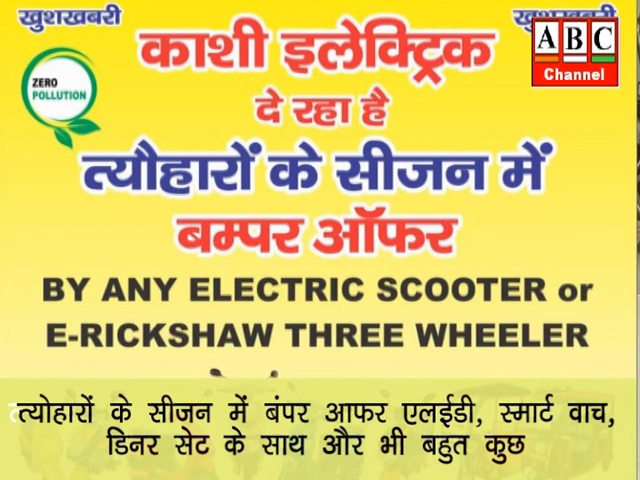 खुशखबरी
खुशखबरी
A B C
Channel
काशी इलेक्ट्रिक
ZERO
POLLUTION
दे रहा है
त्यौहारों के सीजन में
बम्पर ऑफर
BY ANY ELECTRIC SCOOTER or
E-RICKSHAW THREE WHEELER
त्योहारों के सीजन में बंपर आफर एलईडी, स्मार्ट वाच,
डिनर सेट के साथ और भी बहुत कुछ